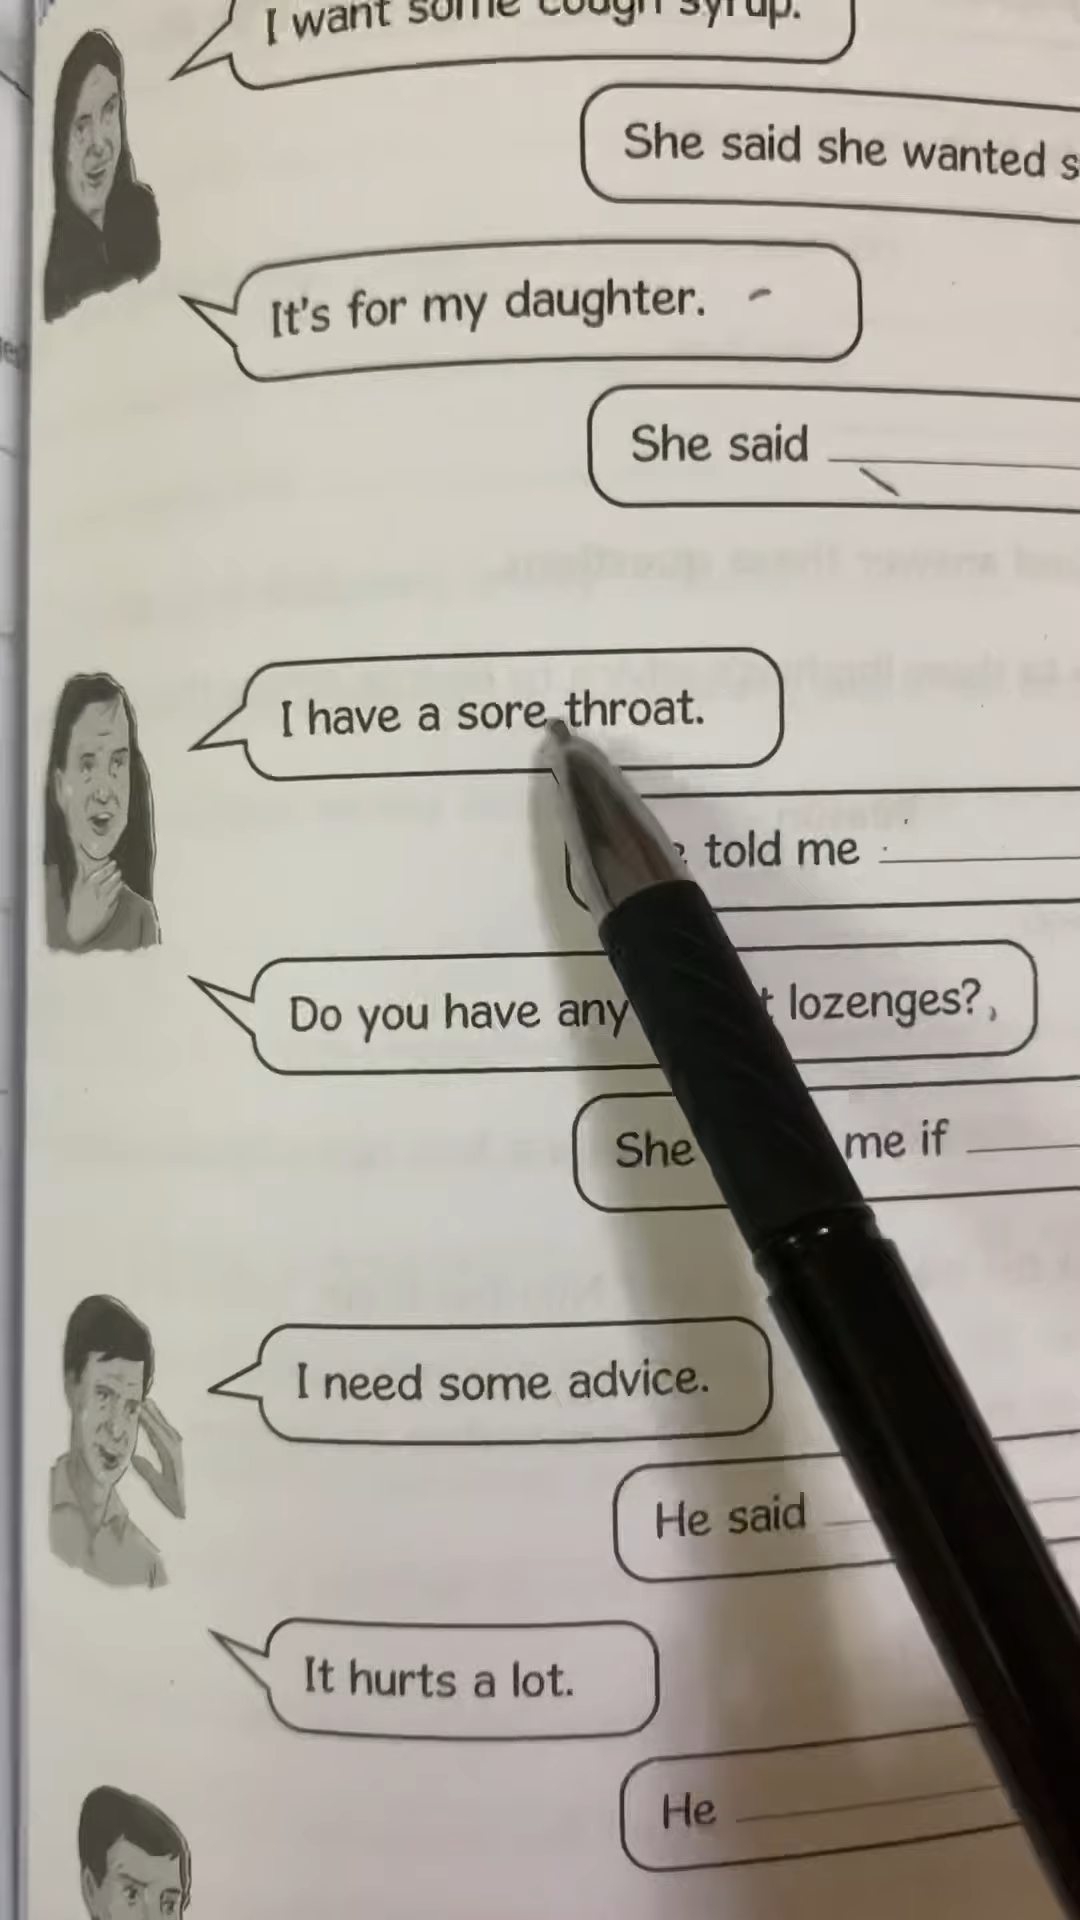 I want some cough syrup.
She said she wanted
It's for my daughter.
She said
I have a sore throat.
told me
Do you have any lozenges?
She me if
I need some advice.
He said
It hurts a lot.
He